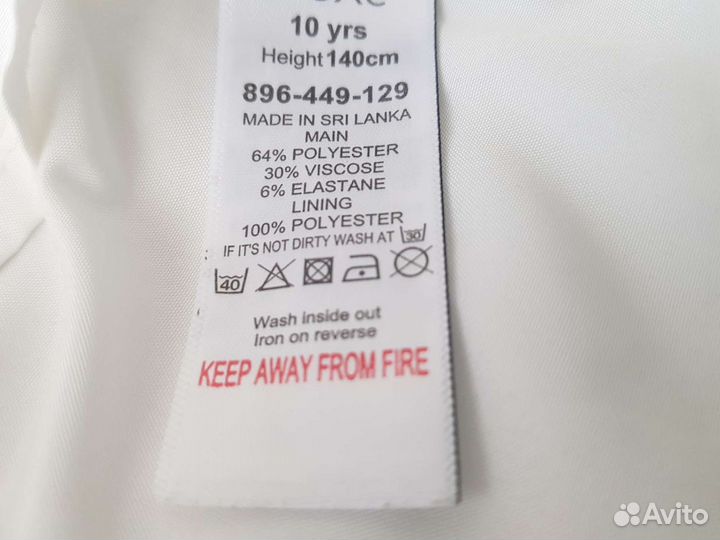 10 yrs
Height 140cm
896-449-129
MADE IN SRI LANKA
MAIN
64% POLYESTER
30% VISCOSE
6% ELASTANE
LINING
100% POLYESTER
IF IT'S NOT DIRTY WASH AT 30
40
Wash inside out
Iron on reverse
KEEP AWAY FROM FIRE
Avito